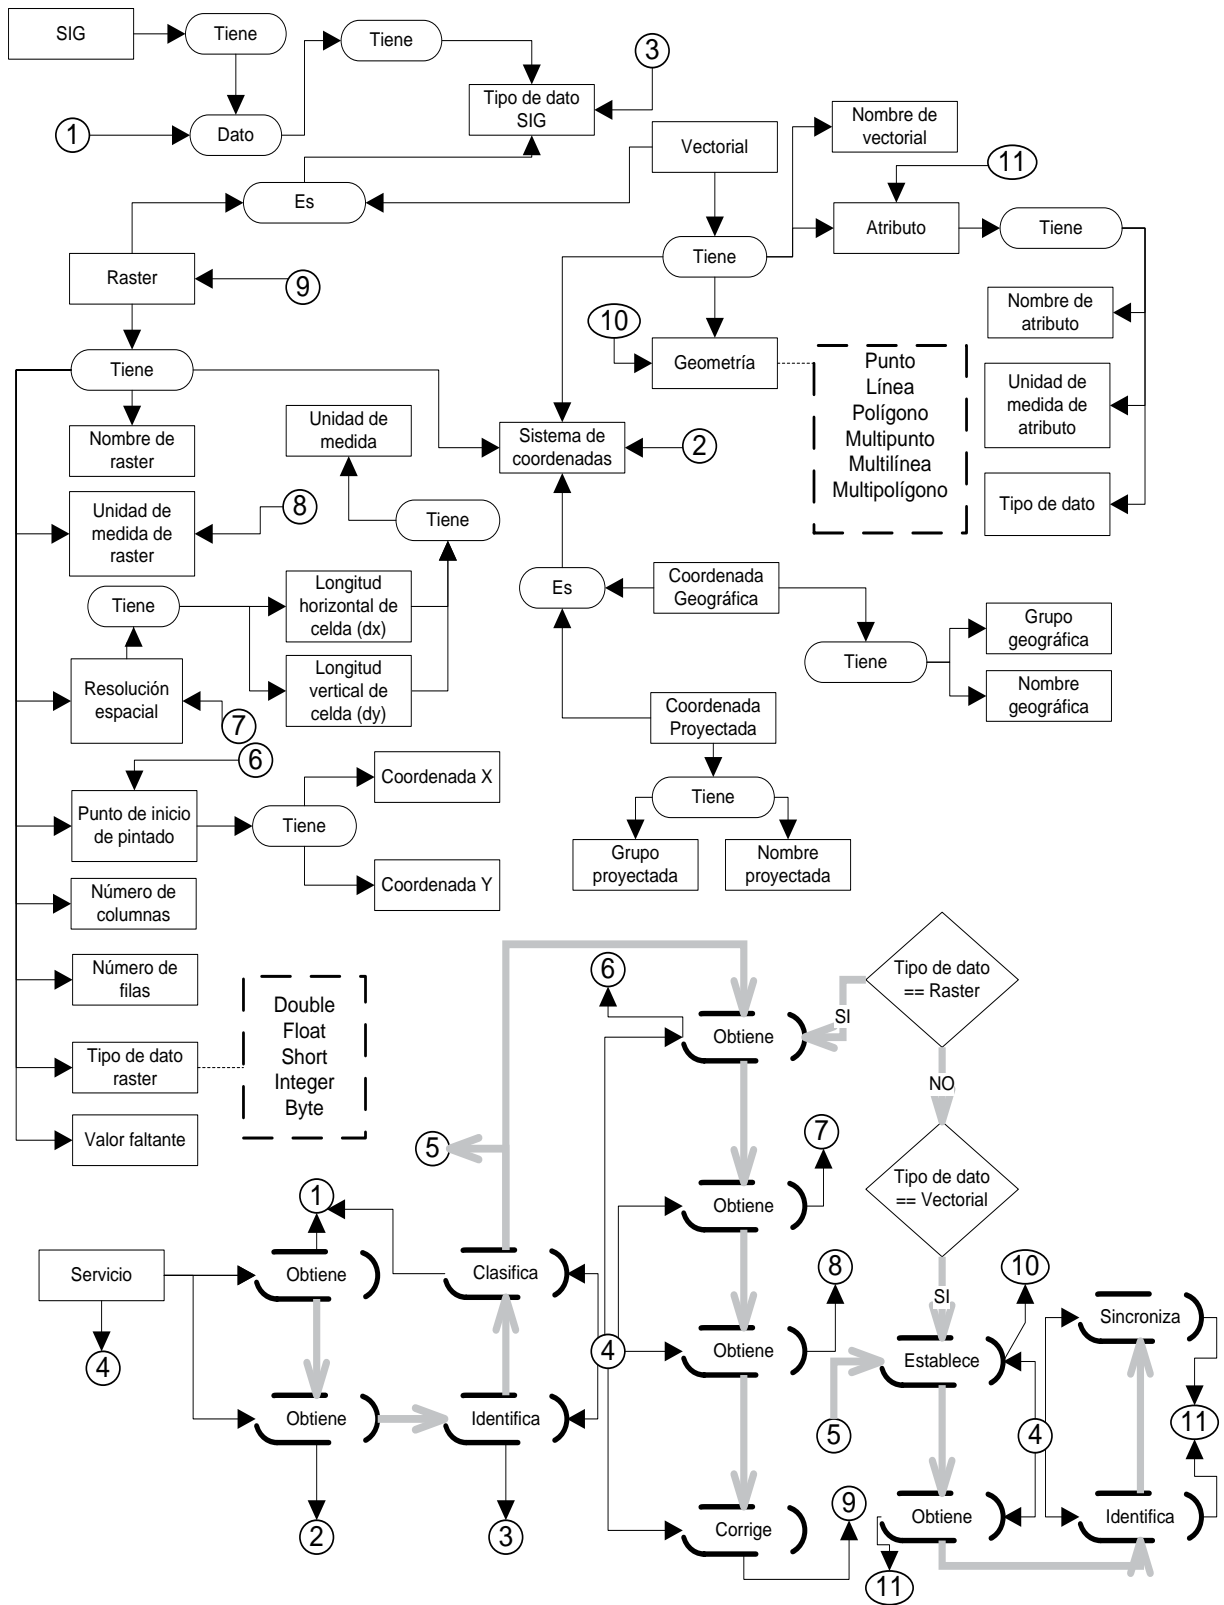 SIG
Tiene
Tiene
3
Tipo de dato
SIG
1
Dato
Nombre de
vectorial
Vectorial
11
Es
Atributo
Tiene
Tiene
Raster
9
10
Nombre de
atributo
Tiene
Geometría
Punto
Línea
Polígono
Multipunto
Multilínea
Multipolígono
Unidad de
medida de
atributo
Unidad de
medida
Nombre de
raster
Sistema de
coordenadas
2
Tipo de dato
Unidad de
medida de
raster
8
Tiene
Tiene
Longitud
horizontal de
celda (dx)
Es
Coordenada
Geográfica
Grupo
geográfica
Tiene
Nombre
geográfica
Resolución
espacial
Longitud
vertical de
celda (dy)
7
Coordenada
Proyectada
6
Coordenada X
Punto de inicio
de pintado
Tiene
Tiene
Grupo
proyectada
Nombre
proyectada
Coordenada Y
Número de
columnas
Número de
filas
6
Tipo de dato
== Raster
Double
Float
Short
Integer
Byte
SI
Obtiene
Tipo de dato
raster
NO
Valor faltante
5
7
Tipo de dato
== Vectorial
1
Obtiene
Servicio
Obtiene
Clasifica
8
10
SI
Sincroniza
4
4
Obtiene
Establece
Obtiene
Identifica
5
4
11
2
3
Corrige
9
Obtiene
Identifica
11